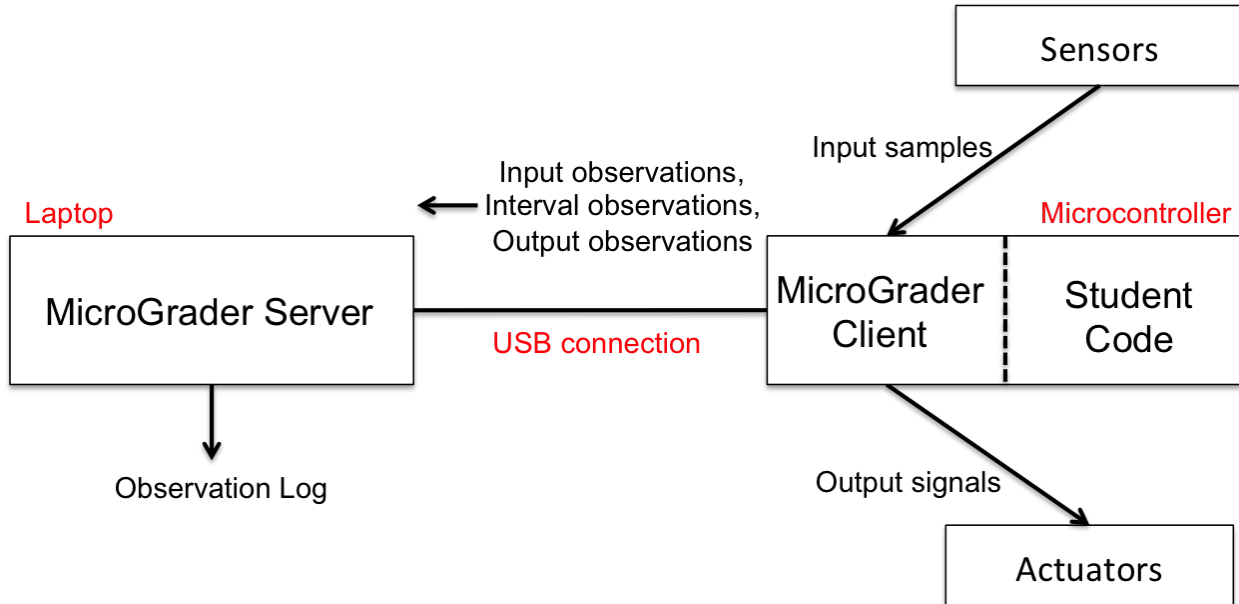 Sensors
Input samples
Input observations,
Interval observations,
Output observations
Laptop
Microcontroller
MicroGrader Server
USB connection
MicroGrader
Client
Student
Code
Observation Log
Output signals
Actuators